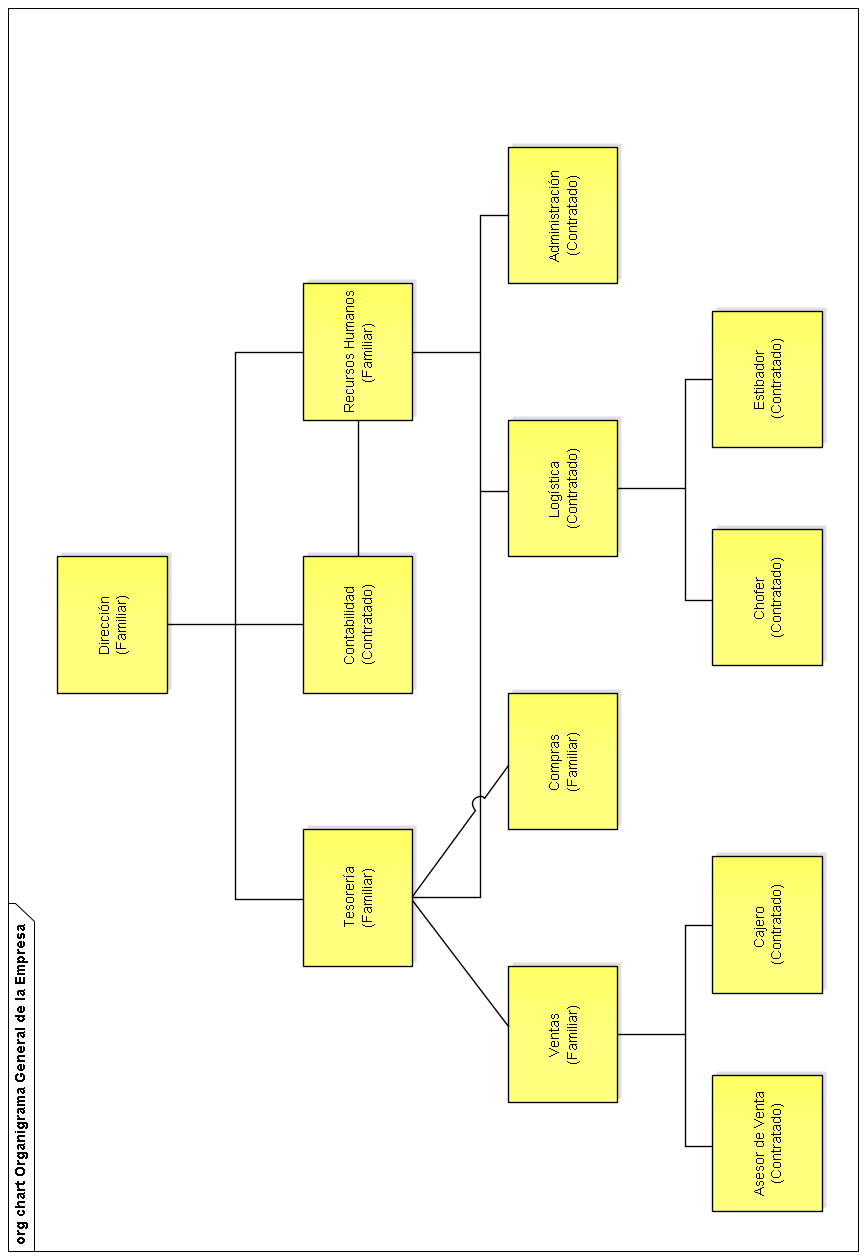 org chart Organigrama General de la Empresa
Dirección
(Familiar)
Tesorería
(Familiar)
Contabilidad
(Contratado)
Recursos Humanos
(Familiar)
Ventas
(Familiar)
Compras
(Familiar)
Logística
(Contratado)
Administración
(Contratado)
Asesor de Venta
(Contratado)
Cajero
(Contratado)
Chofer
(Contratado)
Estibador
(Contratado)